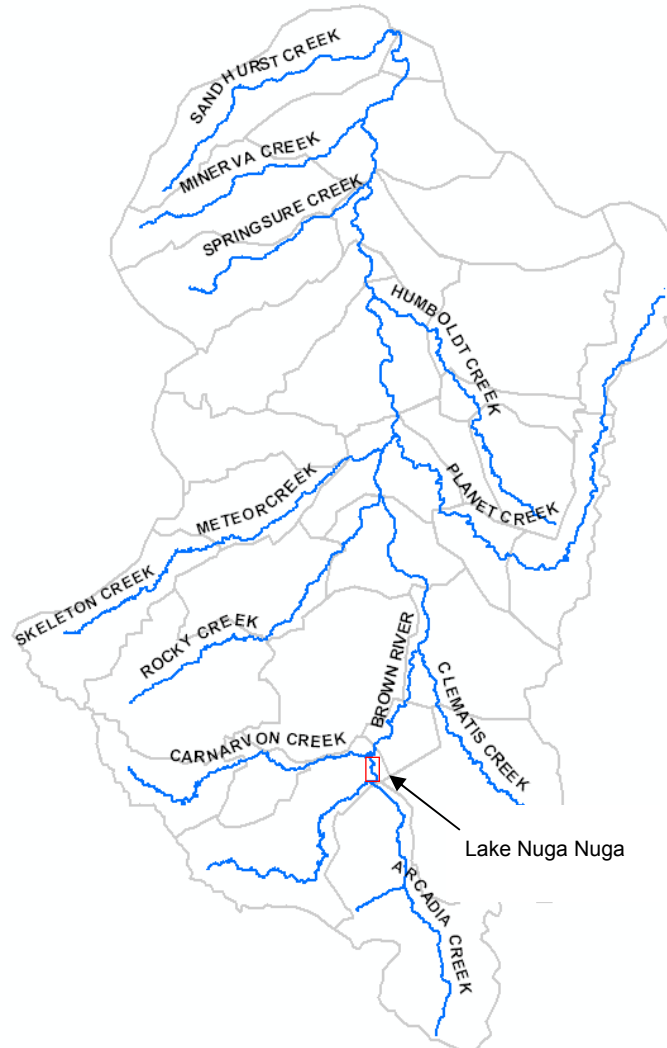 SANDHURST CREEK
MINERVA CREEK
SPRINGSURE CREEK
HUMBOLDT CREEK
PLANET CREEK
METEOR CREEK
SKELETON CREEK
ROCKY CREEK
BROWN RIVER
CLEMATIS CREEK
CARNARVON CREEK
Lake Nuga Nuga
ARCADIA CREEK